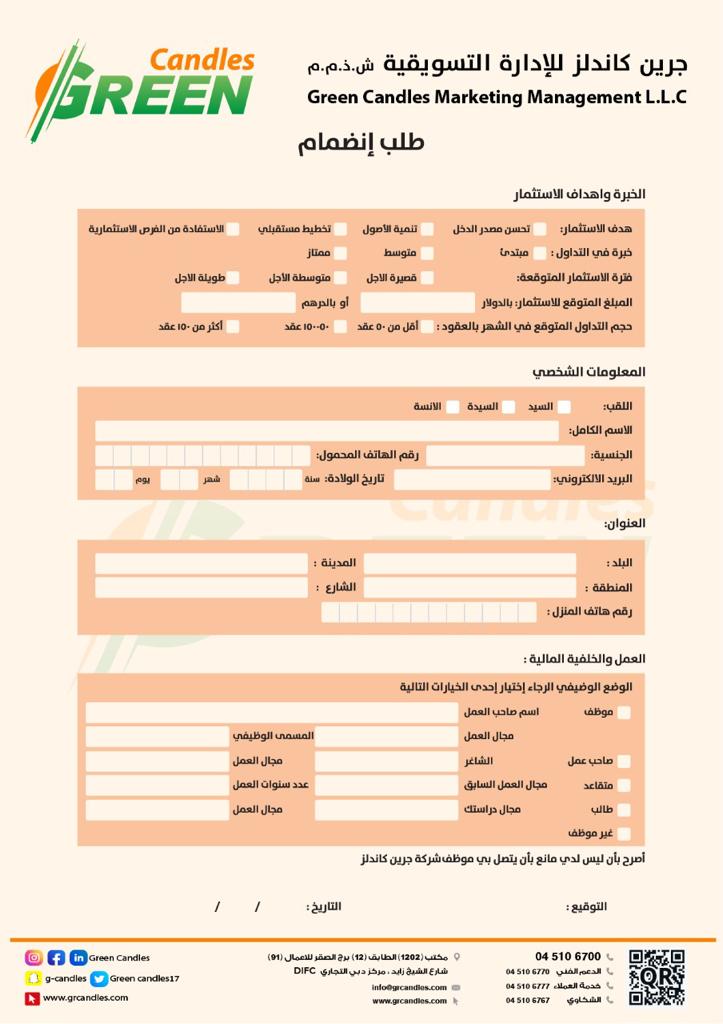 Candles
GREEN
جرين كاندلز للإدارة التسويقية ش.ذ.م.م
Green Candles Marketing Management L.L.C
طلب إنضمام
الخبرة واهداف الاستثمار
هدف الاستثمار: تحسن مصدر الدخل تنمية الأصول تخطيط مستقبلي الاستفادة من الفرص الاستثمارية
خبرة في التداول : مبتدئ متوسط ممتاز
فترة الاستثمار المتوقعة: قصيرة الاجل متوسطة الأجل طويلة الاجل
المبلغ المتوقع للاستثمار: بالدولار أو بالدرهم
حجم التداول المتوقع في الشهر بالعقود : أقل من ٥٠ عقد ٥٠-١٥٠ عقد أكثر من ١٥٠ عقد
المعلومات الشخصي
اللقب: السيد السيدة الانسة
الاسم الكامل:
الجنسية: رقم الهاتف المحمول:
البريد الالكتروني: تاريخ الولادة: سنة شهر يوم
Candles
العنوان:
البلد : المدينة :
المنطقة : الشارع :
رقم هاتف المنزل :
العمل والخلفية المالية :
الوضع الوضيفي الرجاء إختيار إحدى الخيارات التالية
موظف اسم صاحب العمل
مجال العمل المسمى الوظيفي
صاحب عمل الشاغر مجال العمل
متقاعد مجال العمل السابق عدد سنوات العمل
طالب مجال دراستك مجال العمل
غير موظف
أصرح بأن ليس لدي مانع بأن يتصل بي موظف شركة جرين كاندلز
التوقيع : التاريخ : / /
04 510 6700
الدعم الفني 04 510 6770
خدمة العملاء 04 510 6777
الشكاوي 04 510 6767
QR
مكتب (1202) الطابق (12) برج الصقر للاعمال (91)
شارع الشيخ زايد ، مركز دبي التجاري DIFC
info@grcandles.com
www.grcandles.com
Green Candles
g-candles Green candles17
www.grcandles.com